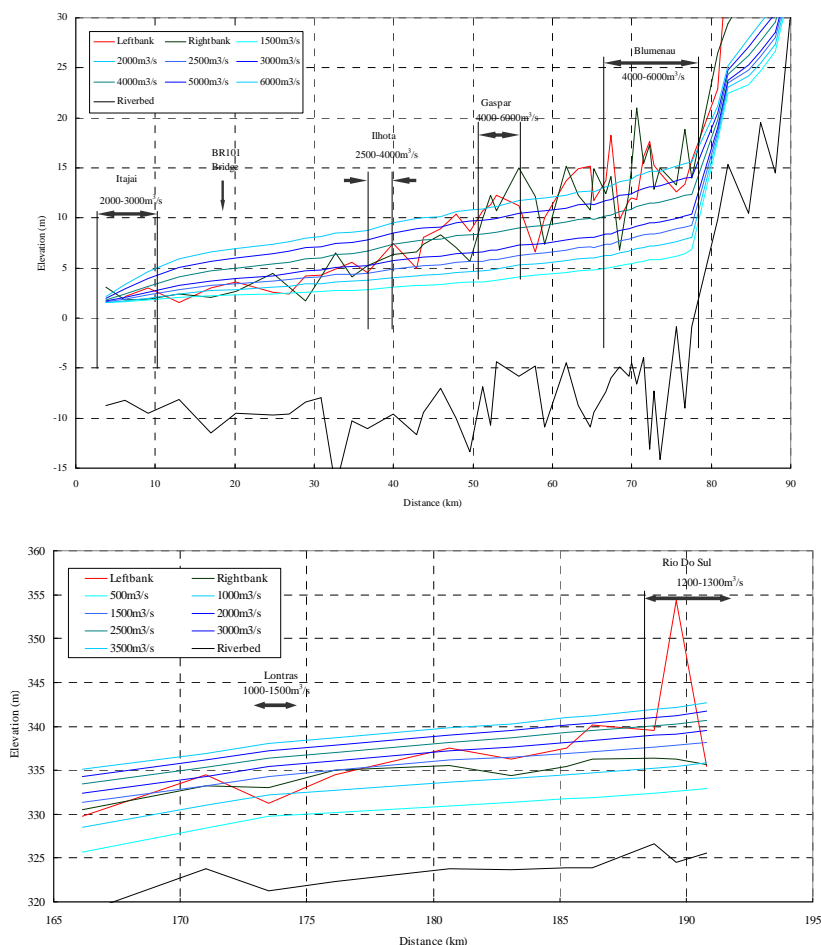 30
25
20
15
10
5
0
-5
-10
-15
Elevation (m)
Leftbank Rightbank 1500m3/s
2000m3/s 2500m3/s 3000m3/s
4000m3/s 5000m3/s 6000m3/s
Riverbed
Itajai
2000-3000m³/s
BR101
Bridge
Ilhota
2500-4000m³/s
Gaspar
4000-6000m³/s
Blumenau
4000-6000m³/s
0 10 20 30 40 50 60 70 80 90
Distance (km)
360
355
350
345
340
335
330
325
320
Elevation (m)
Leftbank Rightbank
500m3/s 1000m3/s
1500m3/s 2000m3/s
2500m3/s 3000m3/s
3500m3/s Riverbed
Lontras
1000-1500m³/s
Rio Do Sul
1200-1300m³/s
165 170 175 180 185 190 195
Distance (km)